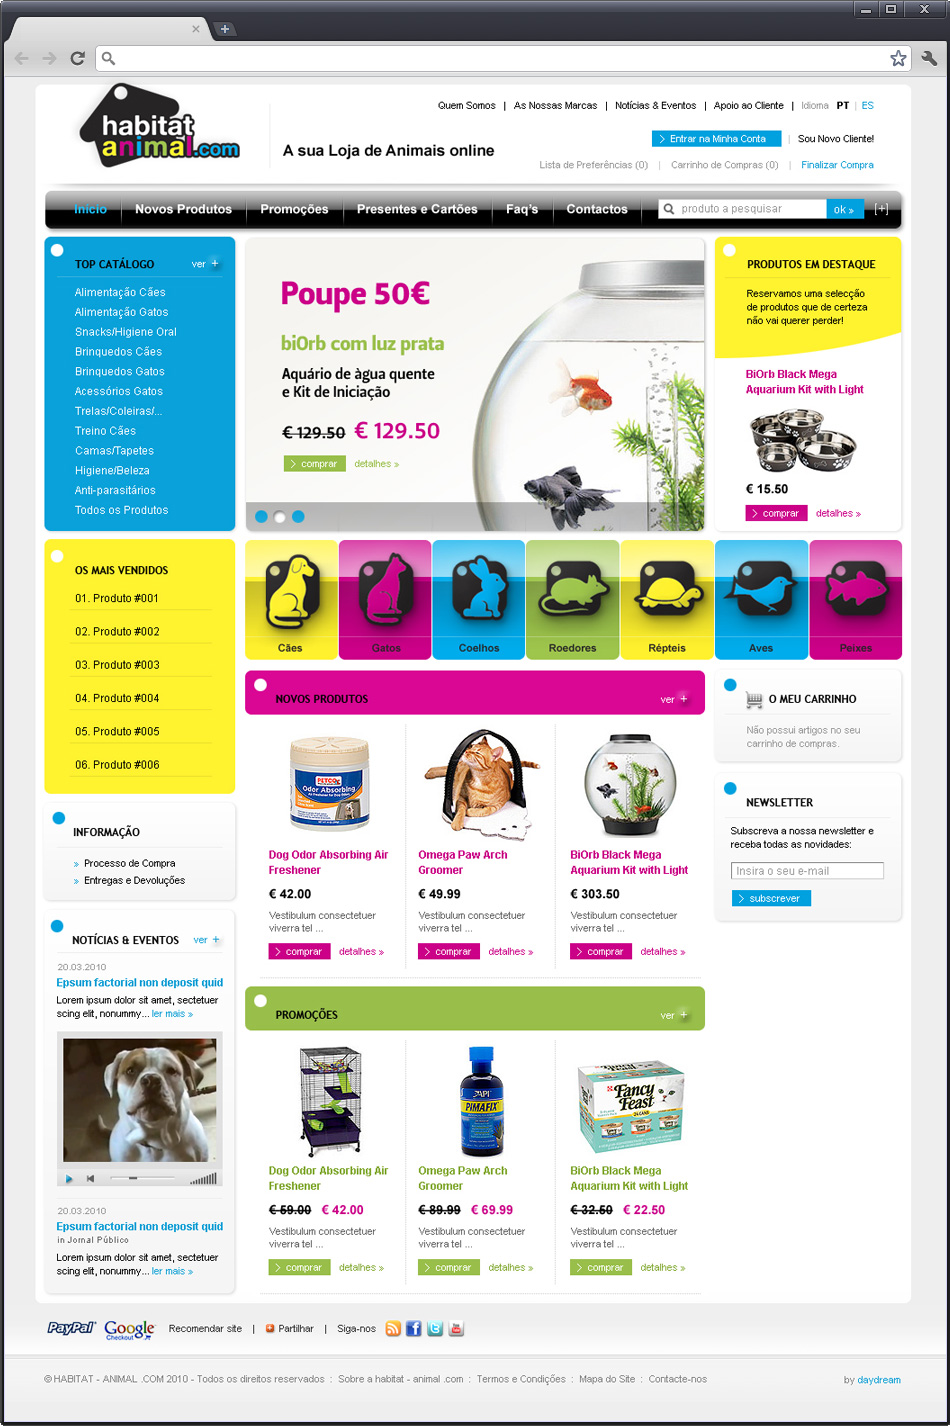 Quem Somos | As Nossas Marcas | Notícias & Eventos | Apoio ao Cliente | Idioma PT | ES
habitat
animal.com
A sua Loja de Animais online
Entrar na Minha Conta | Sou Novo Cliente!
Lista de Preferências (0) | Carrinho de Compras (0) | Finalizar Compra
Início
Novos Produtos
Promoções
Presentes e Cartões
Faq's
Contactos
produto a pesquisar
ok »
[+]
TOP CATÁLOGO
ver +
Alimentação Cães
Alimentação Gatos
Snacks/Higiene Oral
Brinquedos Cães
Brinquedos Gatos
Acessórios Gatos
Trelas/Coleiras/...
Treino Cães
Camas/Tapetes
Higiene/Beleza
Anti-parasitários
Todos os Produtos
Poupe 50€
biOrb com luz prata
Aquário de àgua quente
e Kit de Iniciação
€ 129.50 € 129.50
comprar
detalhes »
PRODUTOS EM DESTAQUE
Reservamos uma selecção
de produtos que de certeza
não vai querer perder!
BiOrb Black Mega
Aquarium Kit with Light
€ 15.50
comprar
detalhes »
OS MAIS VENDIDOS
01. Produto #001
02. Produto #002
03. Produto #003
04. Produto #004
05. Produto #005
06. Produto #006
Cães
Gatos
Coelhos
Roedores
Répteis
Aves
Peixes
NOVOS PRODUTOS
ver +
PETCO
Odor Absorbing
Dog Odor Absorbing Air
Freshener
€ 42.00
Vestibulum consectetuer
viverra tel ...
comprar
detalhes »
Omega Paw Arch
Groomer
€ 49.99
Vestibulum consectetuer
viverra tel ...
comprar
detalhes »
BiOrb Black Mega
Aquarium Kit with Light
€ 303.50
Vestibulum consectetuer
viverra tel ...
comprar
detalhes »
O MEU CARRINHO
Não possui artigos no seu
carrinho de compras.
NEWSLETTER
Subscreva a nossa newsletter e
receba todas as novidades:
Insira o seu e-mail
subscrever
INFORMAÇÃO
» Processo de Compra
» Entregas e Devoluções
NOTÍCIAS & EVENTOS
ver +
20.03.2010
Epsum factorial non deposit quid
Lorem ipsum dolor sit amet, sectetuer
scing elit, nonummy... ler mais »
20.03.2010
Epsum factorial non deposit quid
in Jornal Público
Lorem ipsum dolor sit amet, sectetuer
scing elit, nonummy... ler mais »
PROMOÇÕES
ver +
Dog Odor Absorbing Air
Freshener
€ 59.00 € 42.00
Vestibulum consectetuer
viverra tel ...
comprar
detalhes »
API
PIMAFIX
Omega Paw Arch
Groomer
€ 89.99 € 69.99
Vestibulum consectetuer
viverra tel ...
comprar
detalhes »
Fancy
Feast
BiOrb Black Mega
Aquarium Kit with Light
€ 32.50 € 22.50
Vestibulum consectetuer
viverra tel ...
comprar
detalhes »
PayPal
Google
Checkout
Recomendar site | Partilhar | Siga-nos
© HABITAT - ANIMAL .COM 2010 - Todos os direitos reservados : Sobre a habitat - animal .com : Termos e Condições : Mapa do Site : Contacte-nos
by daydream